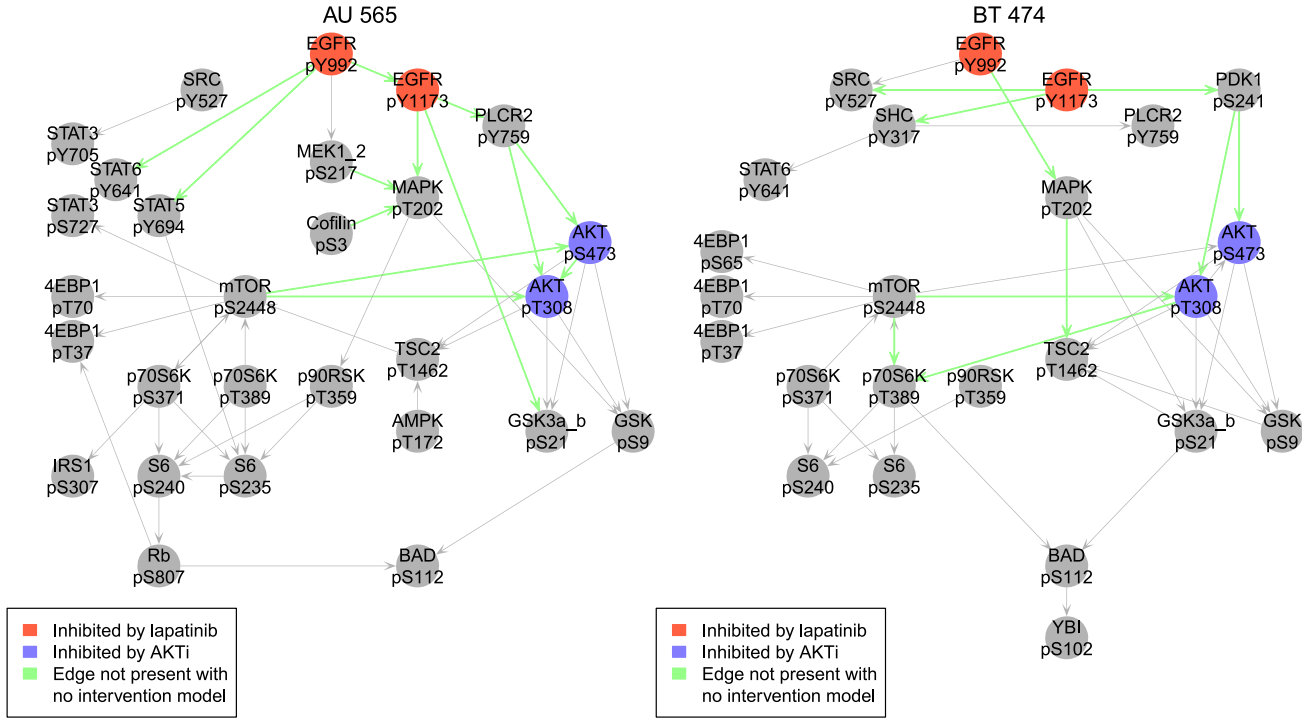 AU 565
EGFR
pY992
SRC
pY527
EGFR
pY1173
PLCR2
pY759
STAT3
pY705
MEK1_2
pS217
STAT6
pY641
MAPK
pT202
STAT3
pS727
STAT5
pY694
Cofilin
pS3
AKT
pS473
4EBP1
pT70
mTOR
pS2448
AKT
pT308
4EBP1
pT37
TSC2
pT1462
p70S6K
pS371
p70S6K
pT389
p90RSK
pT359
AMPK
pT172
GSK3a_b
pS21
GSK
pS9
IRS1
pS307
S6
pS240
S6
pS235
Rb
pS807
BAD
pS112
Inhibited by lapatinib
Inhibited by AKTi
Edge not present with
no intervention model
BT 474
EGFR
pY992
SRC
pY527
EGFR
pY1173
PDK1
pS241
SHC
pY317
PLCR2
pY759
STAT6
pY641
MAPK
pT202
4EBP1
pS65
AKT
pS473
4EBP1
pT70
mTOR
pS2448
AKT
pT308
4EBP1
pT37
TSC2
pT1462
p70S6K
pS371
p70S6K
pT389
p90RSK
pT359
GSK3a_b
pS21
GSK
pS9
S6
pS240
S6
pS235
BAD
pS112
YBI
pS102
Inhibited by lapatinib
Inhibited by AKTi
Edge not present with
no intervention model